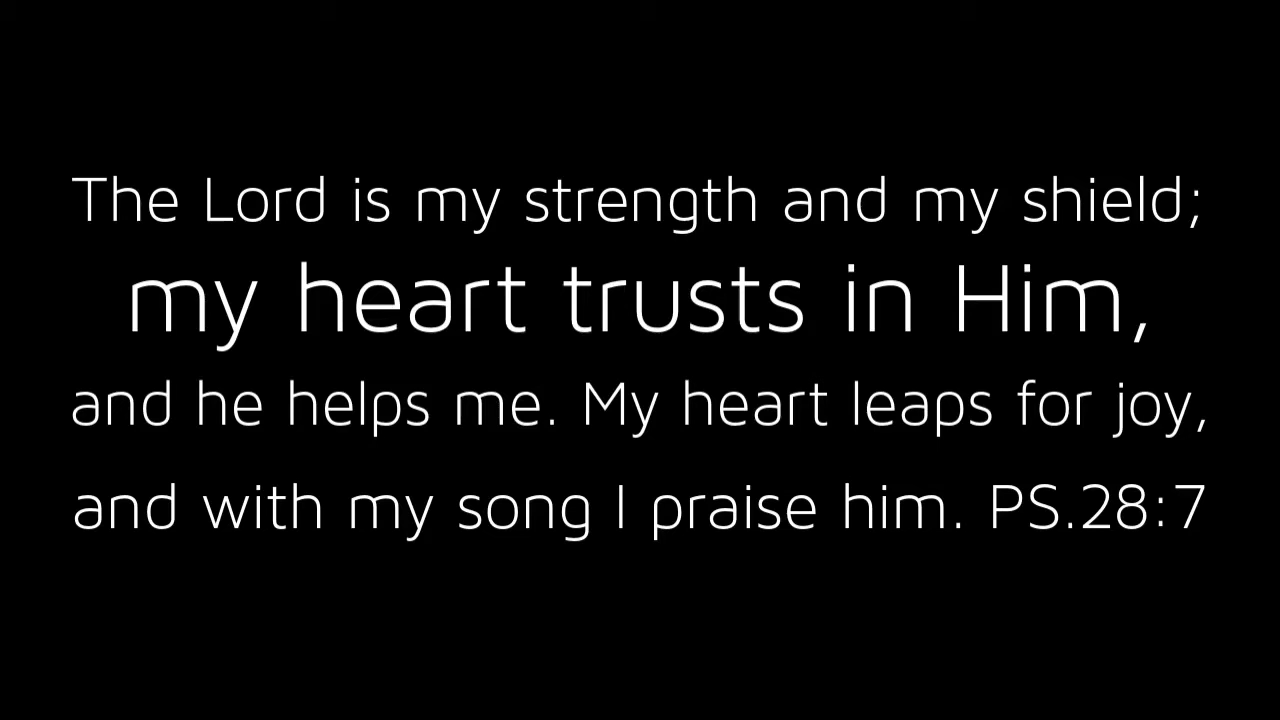 The Lord is my strength and my shield;
my heart trusts in Him,
and he helps me. My heart leaps for joy,
and with my song I praise him. PS.28:7